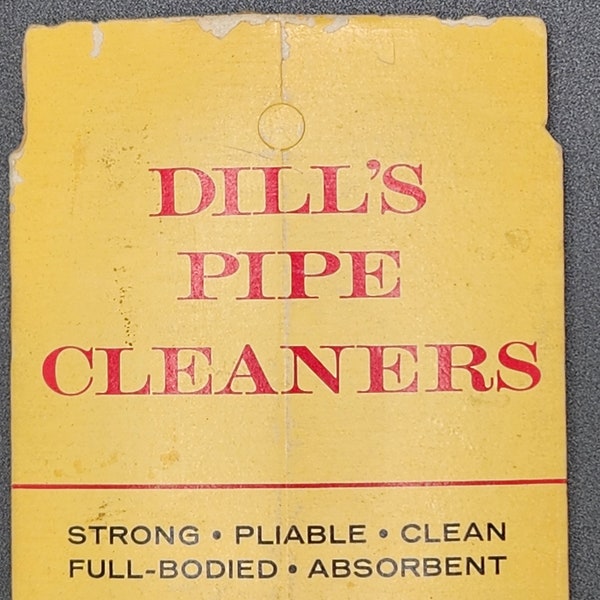 DILL'S
PIPE
CLEANERS
STRONG • PLIABLE • CLEAN
FULL-BODIED • ABSORBENT